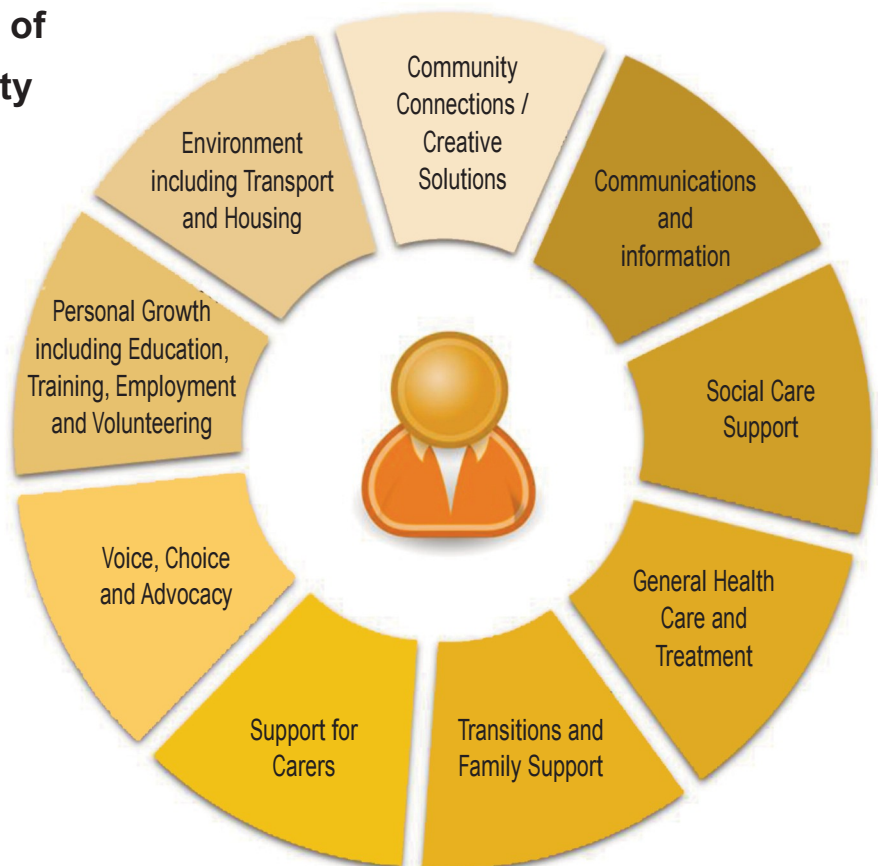 of
ty
Community
Connections /
Creative
Solutions
Communications
and
information
Social Care
Support
General Health
Care and
Treatment
Transitions and
Family Support
Support for
Carers
Voice, Choice
and Advocacy
Personal Growth
including Education,
Training, Employment
and Volunteering
Environment
including Transport
and Housing